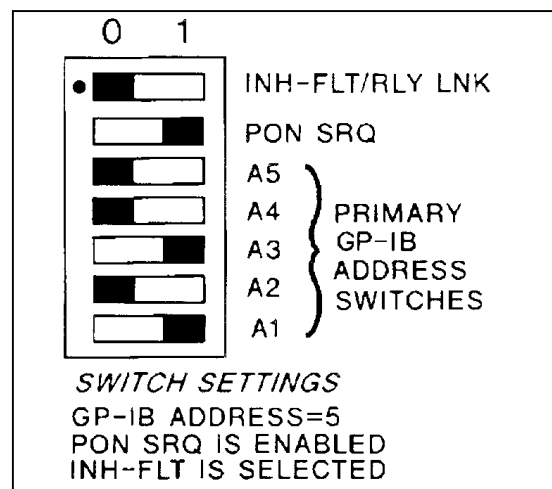 0 1
INH-FLT/RLY LNK
PON SRQ
A5
A4
A3
A2
A1
PRIMARY
GP-IB
ADDRESS
SWITCHES
SWITCH SETTINGS
GP-IB ADDRESS=5
PON SRQ IS ENABLED
INH-FLT IS SELECTED